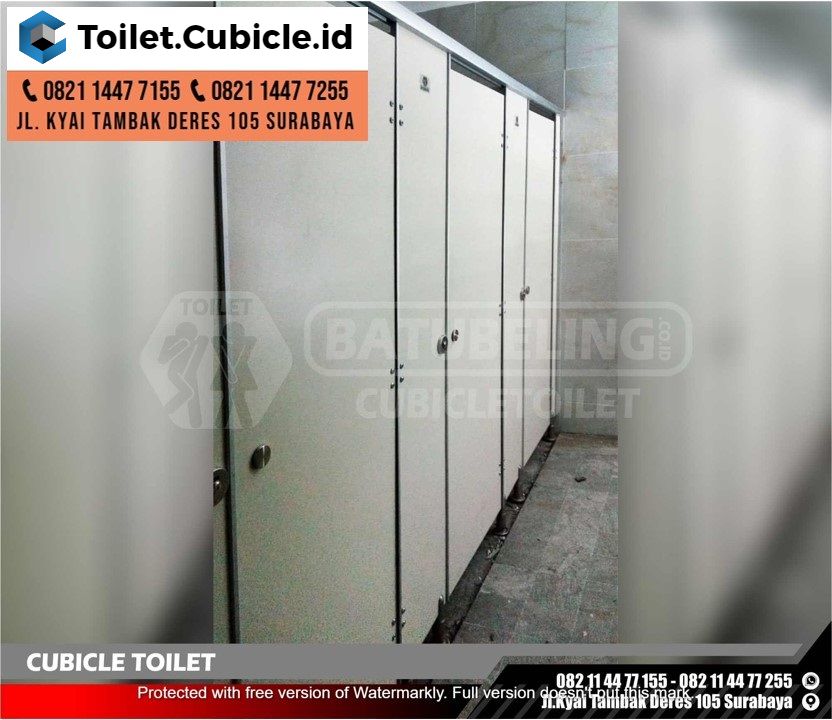 Toilet.Cubicle.id
0821 1447 7155 0821 1447 7255
JL. KYAI TAMBAK DERES 105 SURABAYA
TOILET
BATUBELING.co.id
CUBICLETOILET
CUBICLE TOILET
082 11 44 77 155 - 082 11 44 77 255
Jl.Kyai Tambak Deres 105 Surabaya
Protected with free version of Watermarkly. Full version doesn't put this mark.